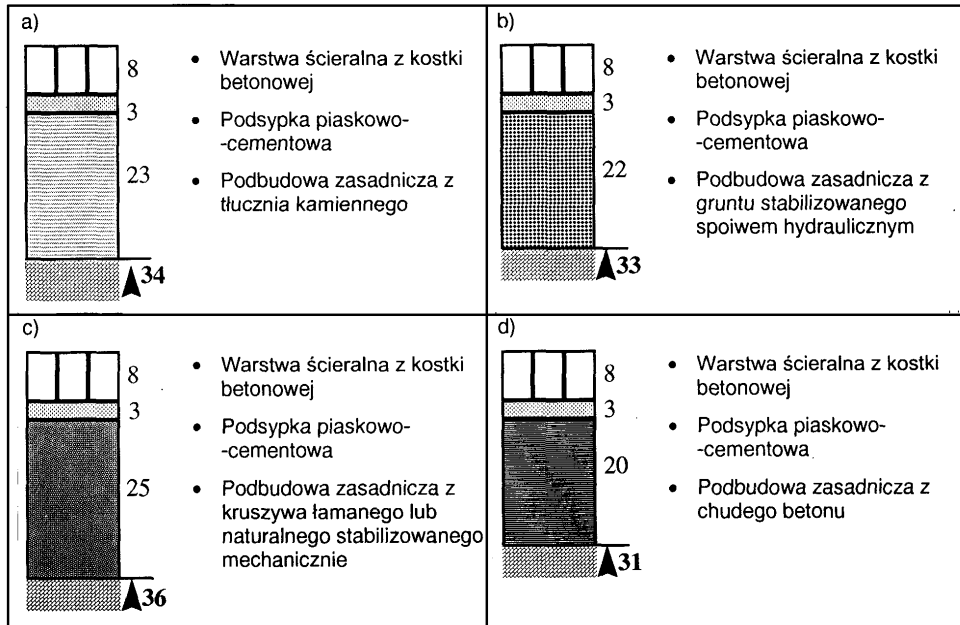 a)
8
3
23
34
• Warstwa ścieralna z kostki
betonowej
• Podsypka piaskowo-
-cementowa
• Podbudowa zasadnicza z
tłucznia kamiennego
b)
8
3
22
33
• Warstwa ścieralna z kostki
betonowej
• Podsypka piaskowo-
-cementowa
• Podbudowa zasadnicza z
gruntu stabilizowanego
spoiwem hydraulicznym
c)
8
3
25
36
• Warstwa ścieralna z kostki
betonowej
• Podsypka piaskowo-
-cementowa
• Podbudowa zasadnicza z
kruszywa łamanego lub
naturalnego stabilizowanego
mechanicznie
d)
8
3
20
31
• Warstwa ścieralna z kostki
betonowej
• Podsypka piaskowo-
-cementowa
• Podbudowa zasadnicza z
chudego betonu